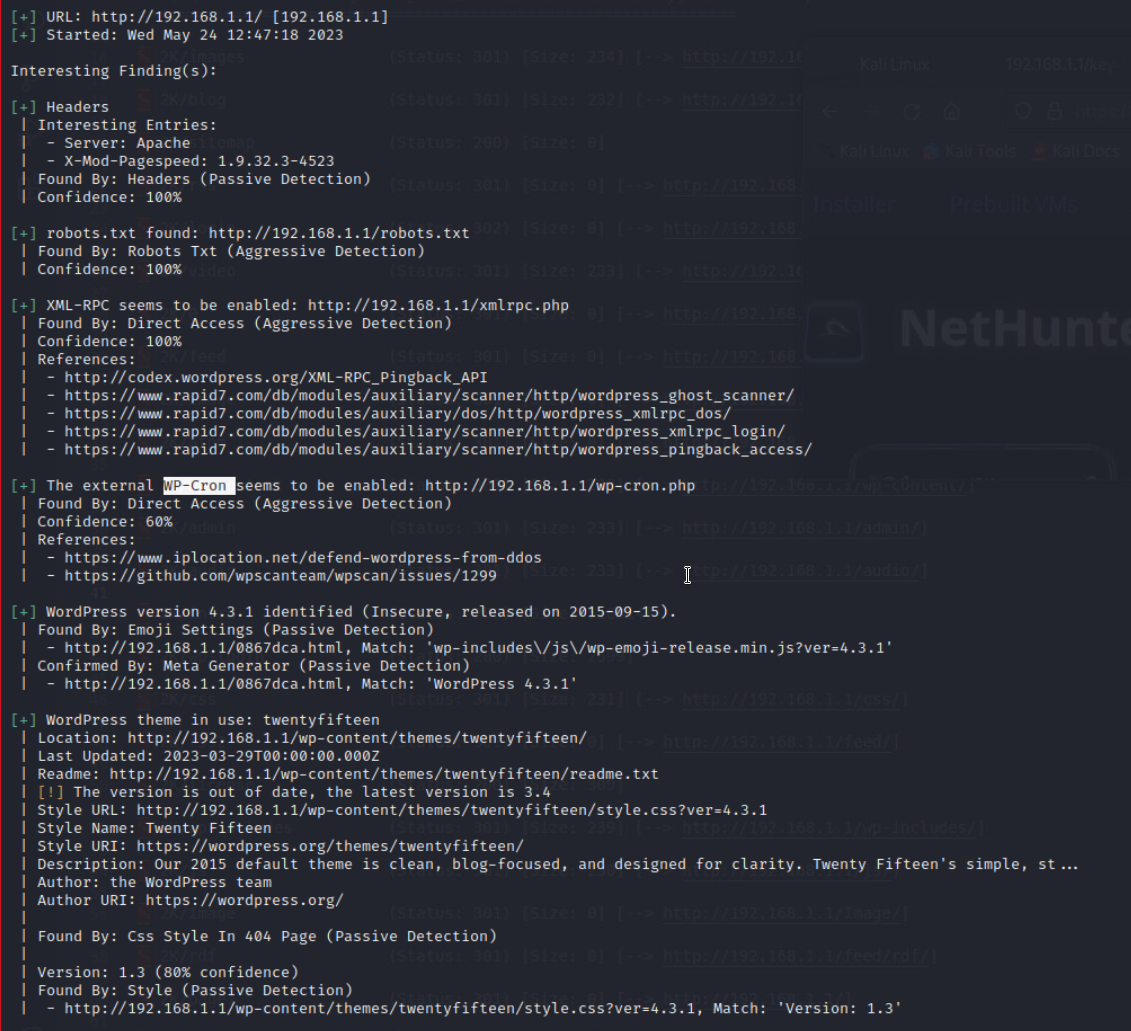 [+] URL: http://192.168.1.1/ [192.168.1.1]
[+] Started: Wed May 24 12:47:18 2023
Interesting Finding(s):
[+] Headers
| Interesting Entries:
|  - Server: Apache
|  - X-Mod-Pagespeed: 1.9.32.3-4523
| Found By: Headers (Passive Detection)
| Confidence: 100%
[+] robots.txt found: http://192.168.1.1/robots.txt
| Found By: Robots Txt (Aggressive Detection)
| Confidence: 100%
[+] XML-RPC seems to be enabled: http://192.168.1.1/xmlrpc.php
| Found By: Direct Access (Aggressive Detection)
| Confidence: 100%
| References:
|  - http://codex.wordpress.org/XML-RPC_Pingback_API
|  - https://www.rapid7.com/db/modules/auxiliary/scanner/http/wordpress_ghost_scanner/
|  - https://www.rapid7.com/db/modules/auxiliary/dos/http/wordpress_xmlrpc_dos/
|  - https://www.rapid7.com/db/modules/auxiliary/scanner/http/wordpress_xmlrpc_login/
|  - https://www.rapid7.com/db/modules/auxiliary/scanner/http/wordpress_pingback_access/
[+] The external WP-Cron seems to be enabled: http://192.168.1.1/wp-cron.php
| Found By: Direct Access (Aggressive Detection)
| Confidence: 60%
| References:
|  - https://www.iplocation.net/defend-wordpress-from-ddos
|  - https://github.com/wpscanteam/wpscan/issues/1299
[+] WordPress version 4.3.1 identified (Insecure, released on 2015-09-15).
| Found By: Emoji Settings (Passive Detection)
|  - http://192.168.1.1/0867dca.html, Match: 'wp-includes\/js\/wp-emoji-release.min.js?ver=4.3.1'
| Confirmed By: Meta Generator (Passive Detection)
|  - http://192.168.1.1/0867dca.html, Match: 'WordPress 4.3.1'
[+] WordPress theme in use: twentyfifteen
| Location: http://192.168.1.1/wp-content/themes/twentyfifteen/
| Last Updated: 2023-03-29T00:00:00.000Z
| Readme: http://192.168.1.1/wp-content/themes/twentyfifteen/readme.txt
| [!] The version is out of date, the latest version is 3.4
| Style URL: http://192.168.1.1/wp-content/themes/twentyfifteen/style.css?ver=4.3.1
| Style Name: Twenty Fifteen
| Style URI: https://wordpress.org/themes/twentyfifteen/
| Description: Our 2015 default theme is clean, blog-focused, and designed for clarity. Twenty Fifteen's simple, st...
| Author: the WordPress team
| Author URI: https://wordpress.org/
|
| Found By: Css Style In 404 Page (Passive Detection)
|
| Version: 1.3 (80% confidence)
| Found By: Style (Passive Detection)
|  - http://192.168.1.1/wp-content/themes/twentyfifteen/style.css?ver=4.3.1, Match: 'Version: 1.3'
Kali Linux
Kali Linux Kali Tools Kali Docs
Installer Prebuilt VMs